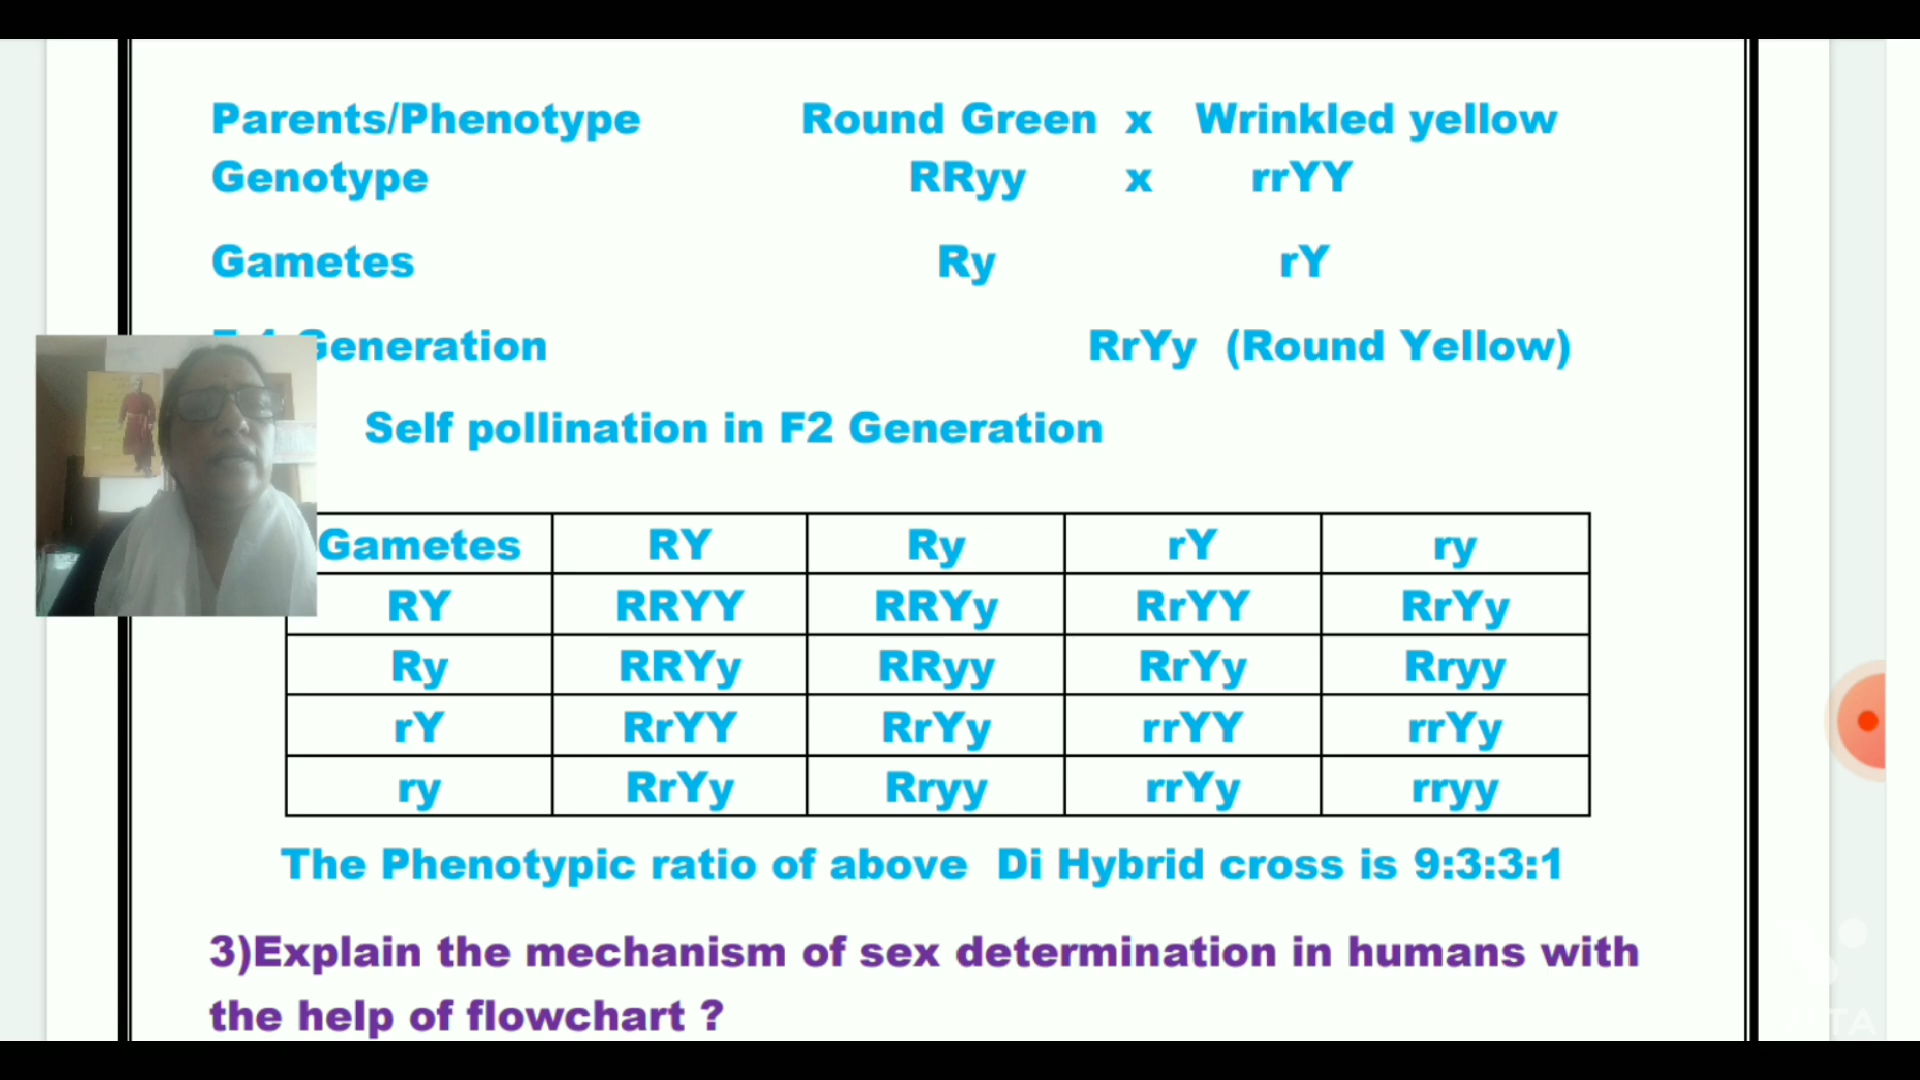 Parents/Phenotype Round Green x Wrinkled yellow
Genotype RRyy x rrYY
Gametes Ry rY
Generation RrYy (Round Yellow)
Self pollination in F2 Generation
Gametes RY Ry rY ry
RY RRYY RRYy RrYY RrYy
Ry RRYy RRyy RrYy Rryy
rY RrYY RrYy rrYY rrYy
ry RrYy Rryy rrYy rryy
The Phenotypic ratio of above Di Hybrid cross is 9:3:3:1
3)Explain the mechanism of sex determination in humans with
the help of flowchart ?